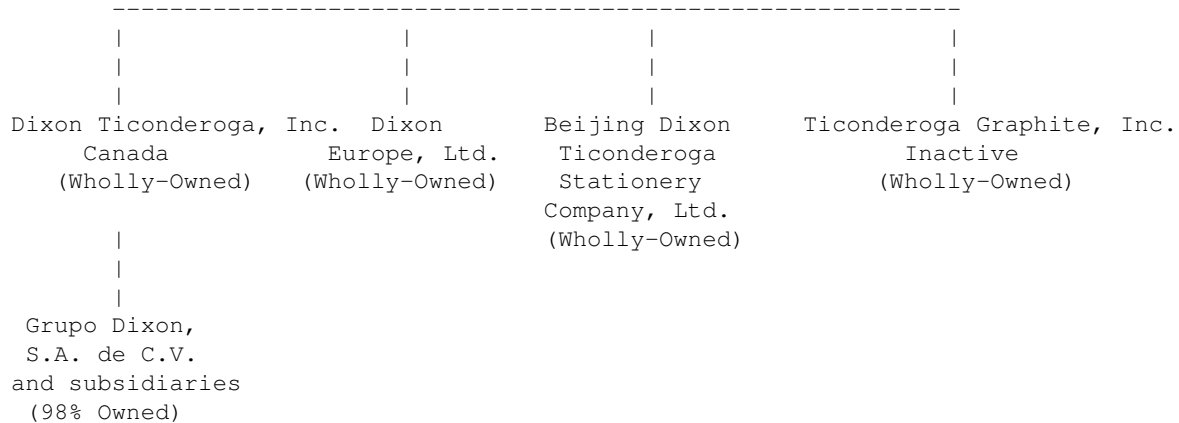 Dixon Ticonderoga, Inc. Dixon Beijing Dixon Ticonderoga Graphite, Inc.
Canada Europe, Ltd. Ticonderoga Inactive
(Wholly-Owned) (Wholly-Owned) Stationery (Wholly-Owned)
Company, Ltd.
(Wholly-Owned)
Grupo Dixon,
S.A. de C.V.
and subsidiaries
(98% Owned)